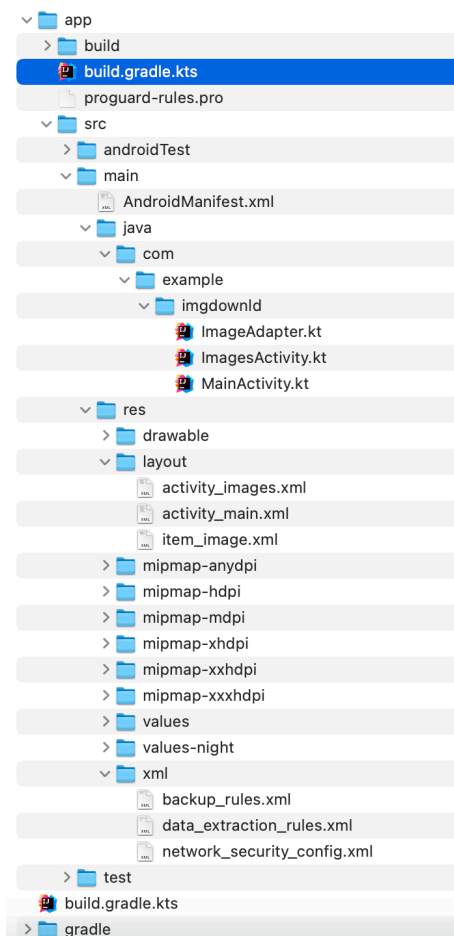 app
build
build.gradle.kts
proguard-rules.pro
src
androidTest
main
AndroidManifest.xml
java
com
example
imgdownld
ImageAdapter.kt
ImagesActivity.kt
MainActivity.kt
res
drawable
layout
activity_images.xml
activity_main.xml
item_image.xml
mipmap-anydpi
mipmap-hdpi
mipmap-mdpi
mipmap-xhdpi
mipmap-xxhdpi
mipmap-xxxhdpi
values
values-night
xml
backup_rules.xml
data_extraction_rules.xml
network_security_config.xml
test
build.gradle.kts
gradle